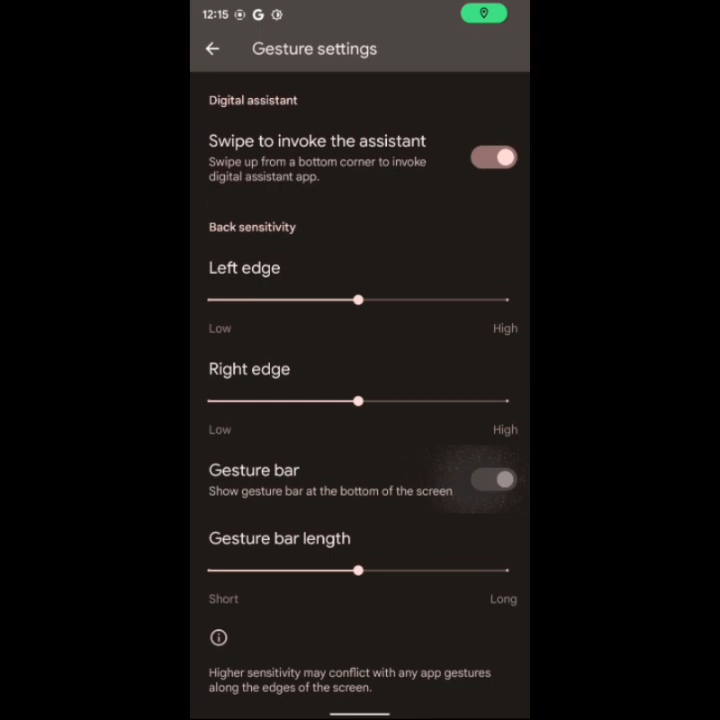 12:15 G
Gesture settings
Digital assistant
Swipe to invoke the assistant
Swipe up from a bottom corner to invoke
digital assistant app.
Back sensitivity
Left edge
Low High
Right edge
Low High
Gesture bar
Show gesture bar at the bottom of the screen
Gesture bar length
Short Long
Higher sensitivity may conflict with any app gestures
along the edges of the screen.